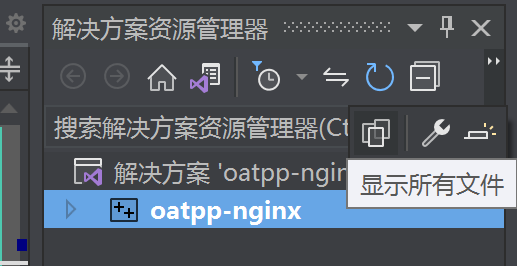 解决方案资源管理器
搜索解决方案资源管理器(Ct
解决方案 'oatpp-ngin
显示所有文件
oatpp-nginx